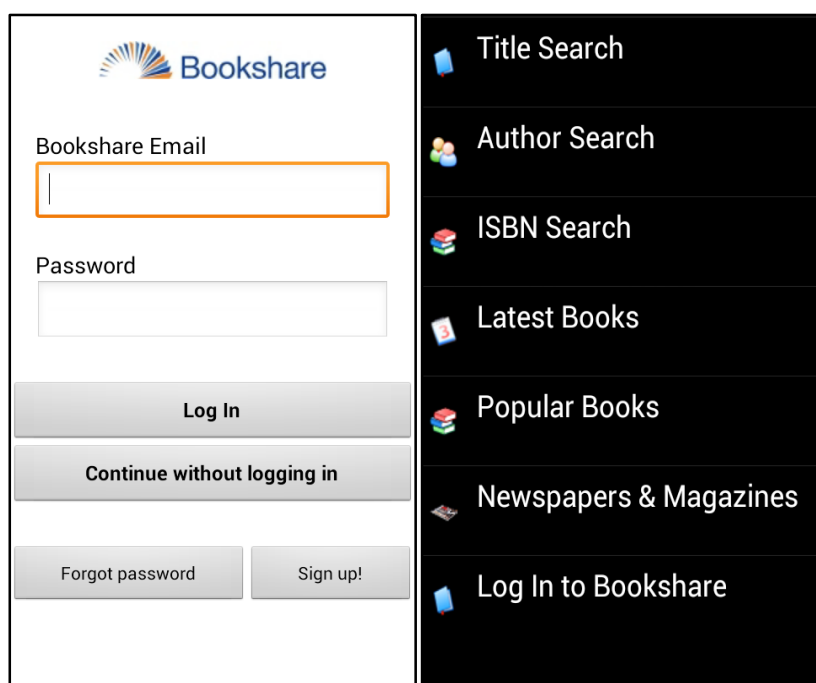 Bookshare
Bookshare Email
Password
Log In
Continue without logging in
Forgot password
Sign up!
Title Search
Author Search
ISBN Search
3
Latest Books
Popular Books
Newspapers & Magazines
Log In to Bookshare